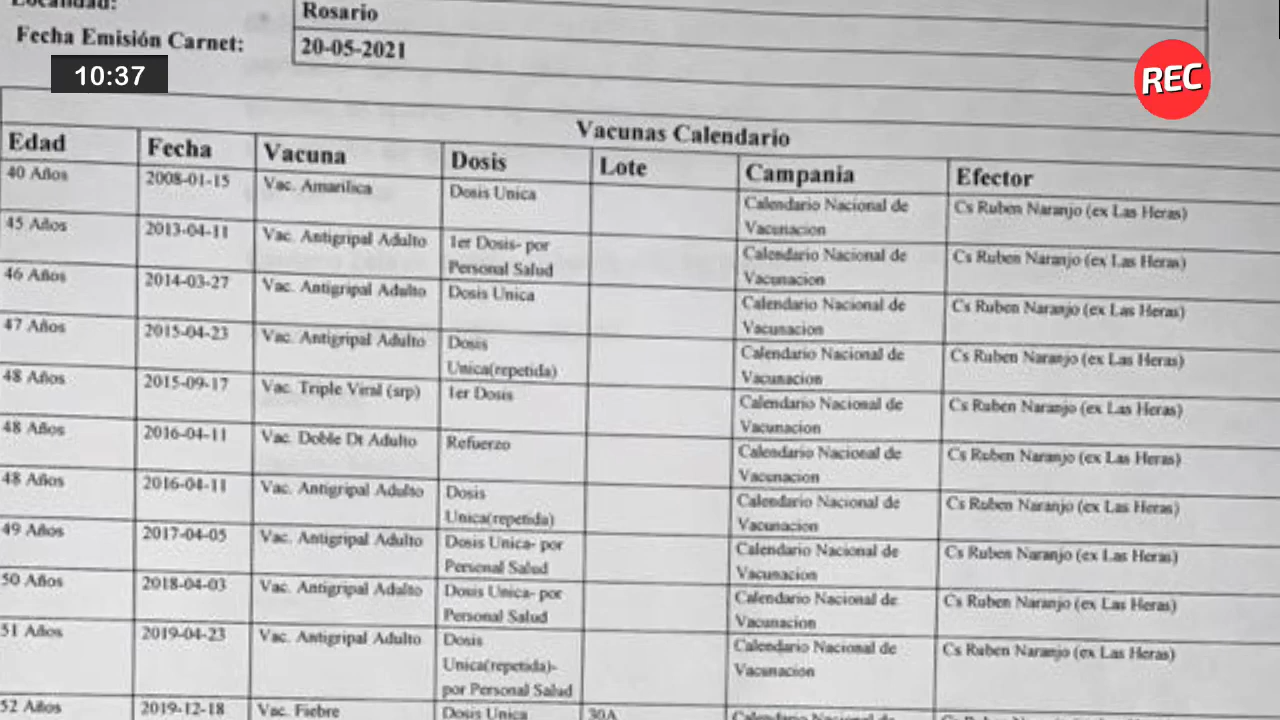 Localidad:
Rosario
Fecha Emisión Carnet:
20-05-2021
10:37
REC
Vacunas Calendario
Edad Fecha Vacuna Dosis Lote Campania Efector
40 Años 2008-01-15 Vac. Amarilica Dosis Unica Calendario Nacional de Cs Ruben Naranjo (ex Las Heras)
Vacunacion
45 Años 2013-04-11 Vac. Antigripal Adulto 1er Dosis- por Calendario Nacional de Cs Ruben Naranjo (ex Las Heras)
Personal Salud Vacunacion
46 Años 2014-03-27 Vac. Antigripal Adulto Dosis Unica Calendario Nacional de Cs Ruben Naranjo (ex Las Heras)
Vacunacion
47 Años 2015-04-23 Vac. Antigripal Adulto Dosis Calendario Nacional de Cs Ruben Naranjo (ex Las Heras)
Unica(repetida) Vacunacion
48 Años 2015-09-17 Vac. Triple Viral (srp) 1er Dosis Calendario Nacional de Cs Ruben Naranjo (ex Las Heras)
Vacunacion
48 Años 2016-04-11 Vac. Doble Dt Adulto Refuerzo Calendario Nacional de Cs Ruben Naranjo (ex Las Heras)
Vacunacion
48 Años 2016-04-11 Vac. Antigripal Adulto Dosis Calendario Nacional de Cs Ruben Naranjo (ex Las Heras)
Unica(repetida) Vacunacion
49 Años 2017-04-05 Vac. Antigripal Adulto Dosis Unica- por Calendario Nacional de Cs Ruben Naranjo (ex Las Heras)
Personal Salud Vacunacion
50 Años 2018-04-03 Vac. Antigripal Adulto Dosis Unica- por Calendario Nacional de Cs Ruben Naranjo (ex Las Heras)
Personal Salud Vacunacion
51 Años 2019-04-23 Vac. Antigripal Adulto Dosis Calendario Nacional de Cs Ruben Naranjo (ex Las Heras)
Unica(repetida)- Vacunacion
por Personal Salud
52 Años 2019-12-18 Vac. Fiebre Dosis Unica 30A Calendario Nacional de